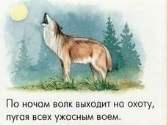 По ночам волк выходит на охоту,
пугая всех ужасным воем.